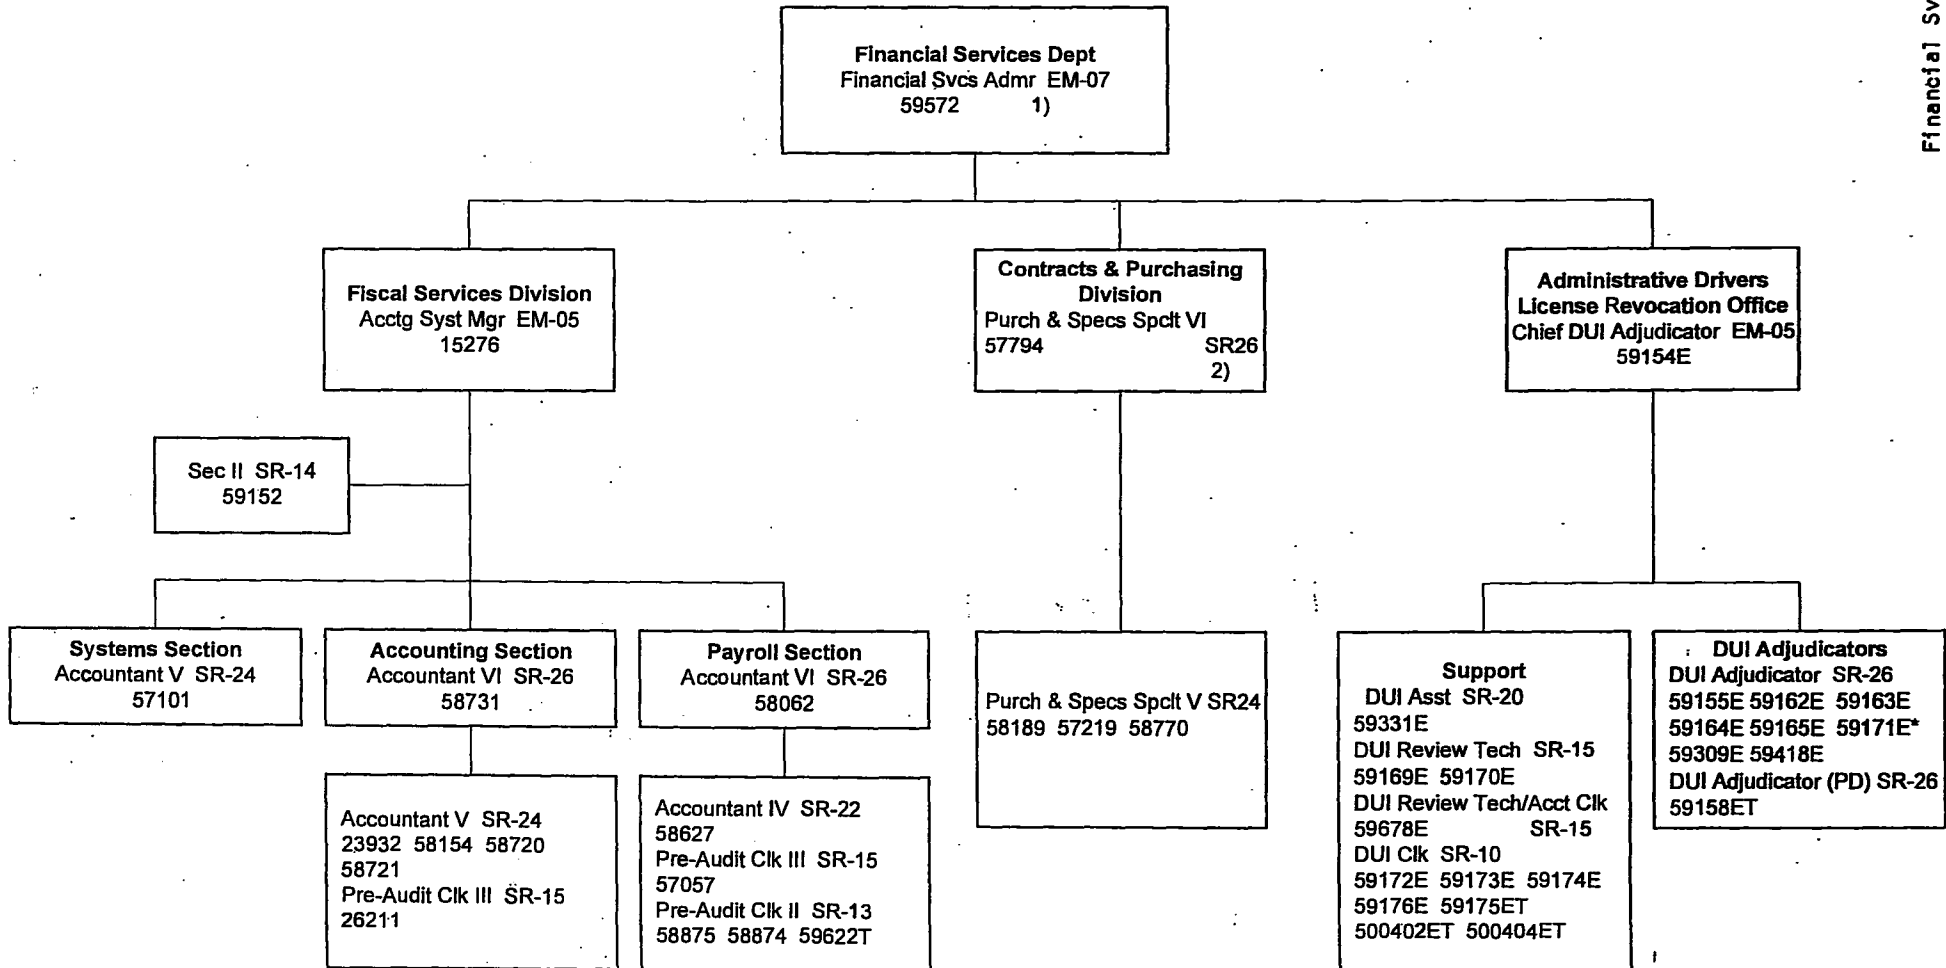 Financial Sv
Financial Services Dept
Financial Svcs Admr EM-07
59572 1)
Fiscal Services Division
Acctg Syst Mgr EM-05
15276
Contracts & Purchasing
Division
Purch & Specs Spclt VI
57794 SR26
2)
Administrative Drivers
License Revocation Office
Chief DUI Adjudicator EM-05
59154E
Sec II SR-14
59152
Systems Section
Accountant V SR-24
57101
Accounting Section
Accountant VI SR-26
58731
Payroll Section
Accountant VI SR-26
58062
Accountant V SR-24
23932 58154 58720
58721
Pre-Audit Clk III SR-15
26211
Accountant IV SR-22
58627
Pre-Audit Clk III SR-15
57057
Pre-Audit Clk II SR-13
58875 58874 59622T
Purch & Specs Spclt V SR24
58189 57219 58770
Support
DUI Asst SR-20
59331E
DUI Review Tech SR-15
59169E 59170E
DUI Review Tech/Acct Clk
59678E SR-15
DUI Clk SR-10
59172E 59173E 59174E
59176E 59175ET
500402ET 500404ET
DUI Adjudicators
DUI Adjudicator SR-26
59155E 59162E 59163E
59164E 59165E 59171E*
59309E 59418E
DUI Adjudicator (PD) SR-26
59158ET